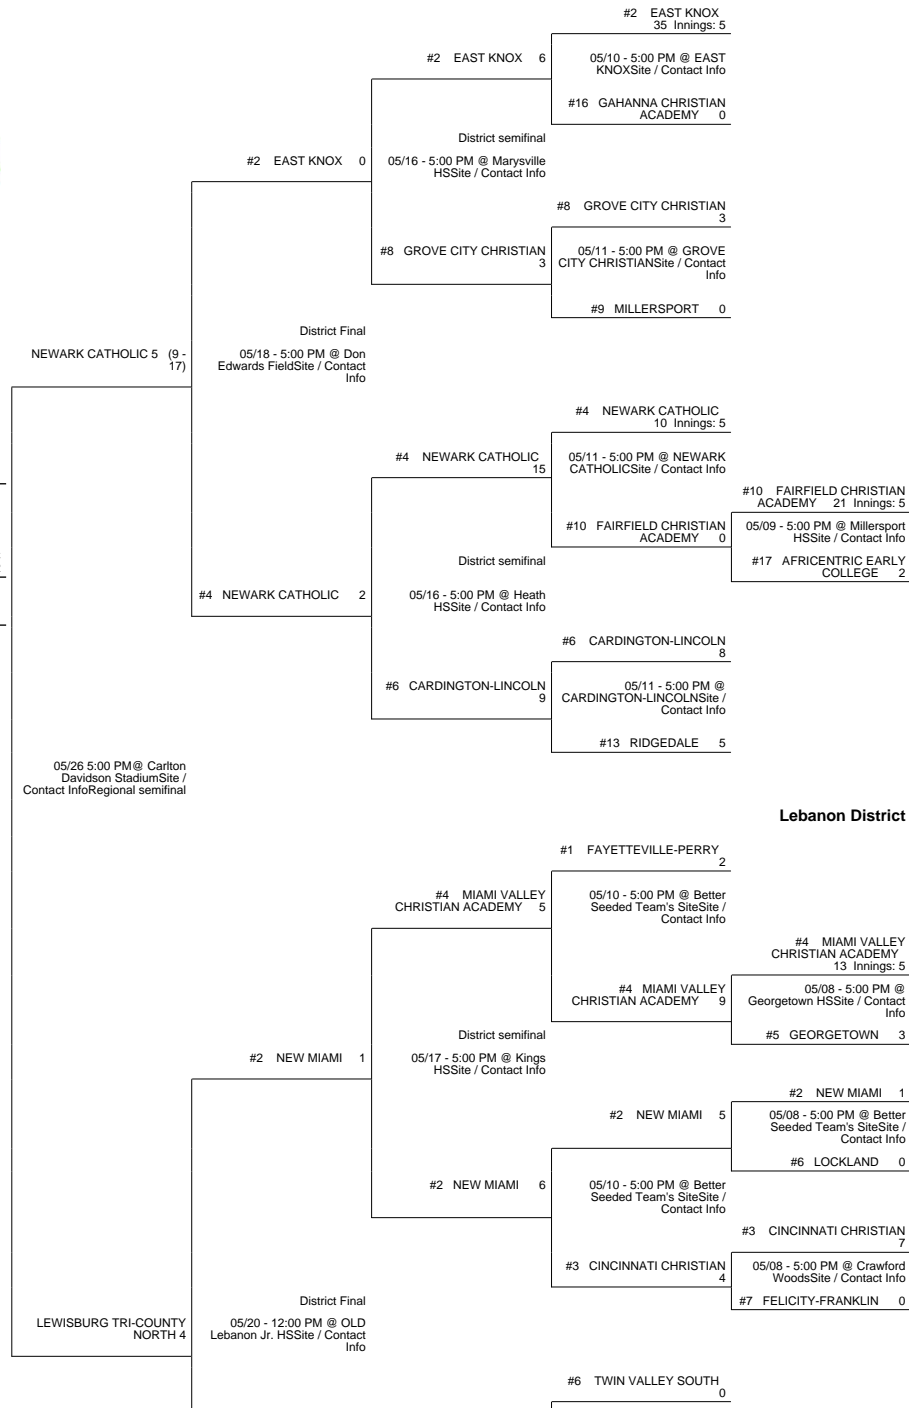 #2 EAST KNOX
35 Innings: 5
#2 EAST KNOX 6
05/10 - 5:00 PM @ EAST
KNOXSite / Contact Info
#16 GAHANNA CHRISTIAN
ACADEMY 0
District semifinal
#2 EAST KNOX 0
05/16 - 5:00 PM @ Marysville
HSSite / Contact Info
#8 GROVE CITY CHRISTIAN
3
#8 GROVE CITY CHRISTIAN
3
05/11 - 5:00 PM @ GROVE
CITY CHRISTIANSite / Contact
Info
#9 MILLERSPORT 0
District Final
NEWARK CATHOLIC 5 (9 -
17)
05/18 - 5:00 PM @ Don
Edwards FieldSite / Contact
Info
#4 NEWARK CATHOLIC
10 Innings: 5
#4 NEWARK CATHOLIC
15
05/11 - 5:00 PM @ NEWARK
CATHOLICSite / Contact Info
#10 FAIRFIELD CHRISTIAN
ACADEMY 21 Innings: 5
#10 FAIRFIELD CHRISTIAN
ACADEMY 0
05/09 - 5:00 PM @ Millersport
HSSite / Contact Info
#17 AFRICENTRIC EARLY
COLLEGE 2
District semifinal
#4 NEWARK CATHOLIC 2
05/16 - 5:00 PM @ Heath
HSSite / Contact Info
#6 CARDINGTON-LINCOLN
8
#6 CARDINGTON-LINCOLN
9
05/11 - 5:00 PM @
CARDINGTON-LINCOLNSite /
Contact Info
#13 RIDGEDALE 5
05/26 5:00 PM@ Carlton
Davidson StadiumSite /
Contact InfoRegional semifinal
Lebanon District
#1 FAYETTEVILLE-PERRY
2
#4 MIAMI VALLEY
CHRISTIAN ACADEMY 5
05/10 - 5:00 PM @ Better
Seeded Team's SiteSite /
Contact Info
#4 MIAMI VALLEY
CHRISTIAN ACADEMY
13 Innings: 5
#4 MIAMI VALLEY
CHRISTIAN ACADEMY 9
05/08 - 5:00 PM @
Georgetown HSSite / Contact
Info
#5 GEORGETOWN 3
District semifinal
#2 NEW MIAMI 1
05/17 - 5:00 PM @ Kings
HSSite / Contact Info
#2 NEW MIAMI 1
#2 NEW MIAMI 5
05/08 - 5:00 PM @ Better
Seeded Team's SiteSite /
Contact Info
#6 LOCKLAND 0
#2 NEW MIAMI 6
05/10 - 5:00 PM @ Better
Seeded Team's SiteSite /
Contact Info
#3 CINCINNATI CHRISTIAN
7
#3 CINCINNATI CHRISTIAN
4
05/08 - 5:00 PM @ Crawford
WoodsSite / Contact Info
#7 FELICITY-FRANKLIN 0
District Final
LEWISBURG TRI-COUNTY
NORTH 4
05/20 - 12:00 PM @ OLD
Lebanon Jr. HSSite / Contact
Info
#6 TWIN VALLEY SOUTH
0